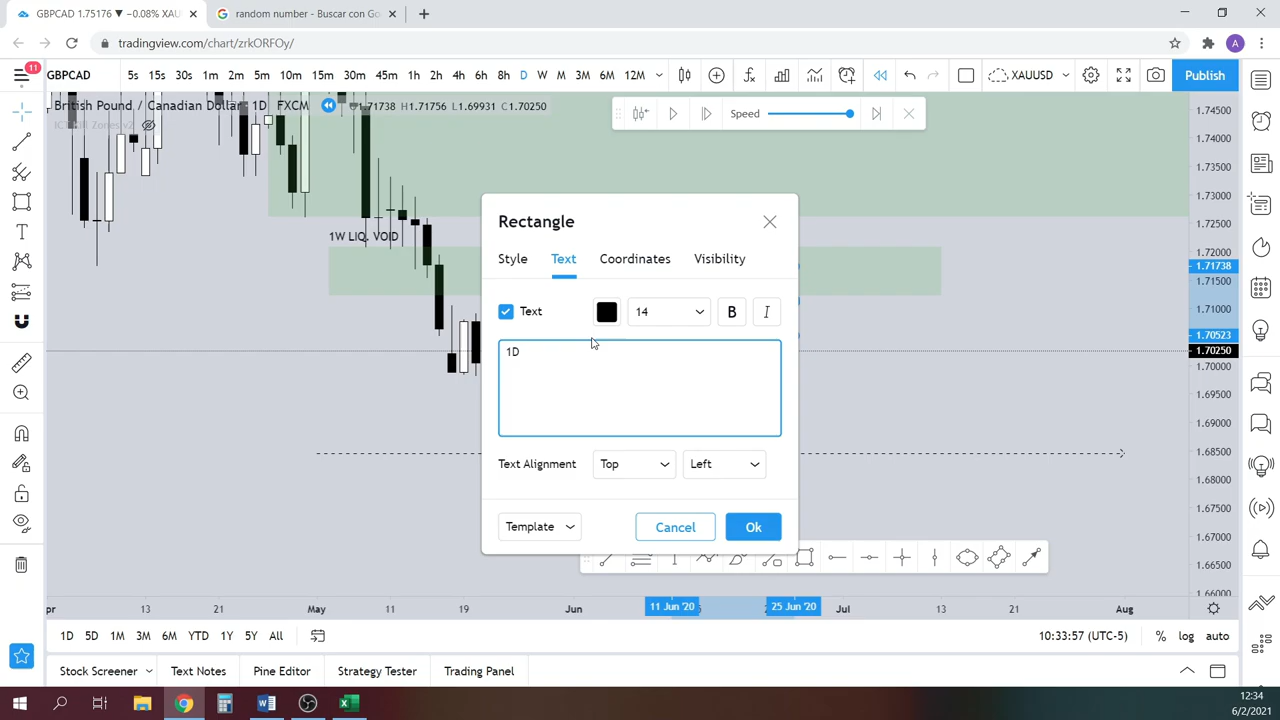 GBPCAD 1.75176 ▼ −0.08% XAU
random number - Buscar con Go
tradingview.com/chart/zrkORFOy/
A
11
GBPCAD 5s 15s 30s 1m 2m 5m 10m 15m 30m 45m 1h 2h 4h 6h 8h D W M 3M 6M 12M XAUUSD Publish
British Pound / Canadian Dollar 1D FXCM 1.71738 H1.71756 L1.69931 C1.70250
ICT Kill Zones v2
Speed
1.74500
1.74000
1.73500
1.73000
1.72500
1.72000
1.71738
1.71500
1.71000
1.70523
1.70250
1.70000
1.69500
1.69000
1.68500
1.68000
1.67500
1.67000
1.66500
1.66000
1W LIQ. VOID
Rectangle
Style Text Coordinates Visibility
Text 14 B I
1D
Text Alignment Top Left
Template Cancel Ok
pr 13 21 May 11 19 Jun 11 Jun '20 25 Jun '20 Jul 13 21 Aug
1D 5D 1M 3M 6M YTD 1Y 5Y All 10:33:57 (UTC-5) % log auto
Stock Screener Text Notes Pine Editor Strategy Tester Trading Panel
12:34
6/2/2021